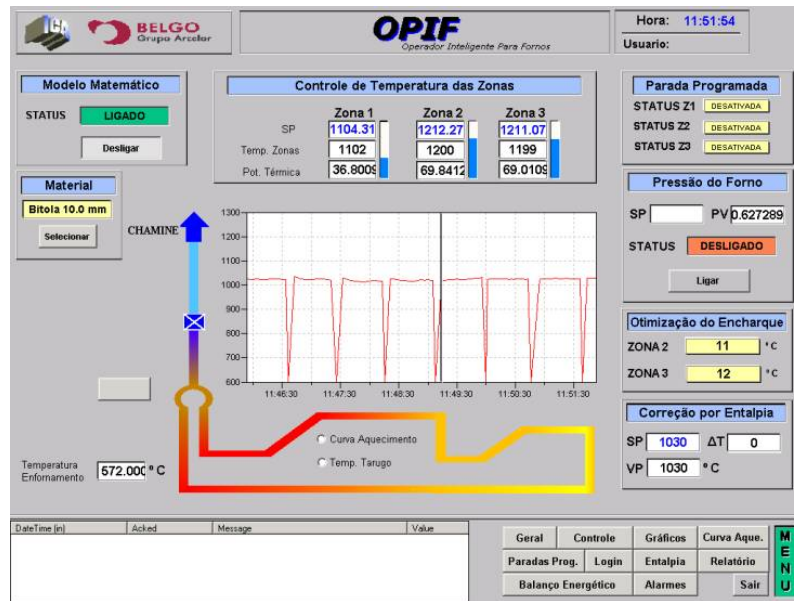 BELGO
Grupo Arcelor
OPIF
Operador Inteligente Para Fornos
Hora: 11:51:54
Usuario:
Modelo Matemático
STATUS LIGADO
Desligar
Controle de Temperatura das Zonas
Zona 1 Zona 2 Zona 3
SP 1104.31 1212.27 1211.07
Temp. Zonas 1102 1200 1199
Pot. Térmica 36.8009 69.8412 69.0109
Parada Programada
STATUS Z1 DESATIVADA
STATUS Z2 DESATIVADA
STATUS Z3 DESATIVADA
Material
Bitola 10.0 mm
Selecionar
CHAMINE
1300
1200
1100
1000
900
800
700
600
11:46:30 11:47:30 11:48:30 11:49:30 11:50:30 11:51:30
Pressão do Forno
SP PV 0.627289
STATUS DESLIGADO
Ligar
Otimização do Encharque
ZONA 2 11 °C
ZONA 3 12 °C
Correção por Entalpia
SP 1030 ΔT 0
VP 1030 °C
Curva Aquecimento
Temp. Tarugo
Temperatura
Enfornamento 572.000 °C
DateTime (in) Acked Message Value
Geral Controle Gráficos Curva Aque.
Paradas Prog. Login Entalpia Relatório
Balanço Energético Alarmes Sair
MENU